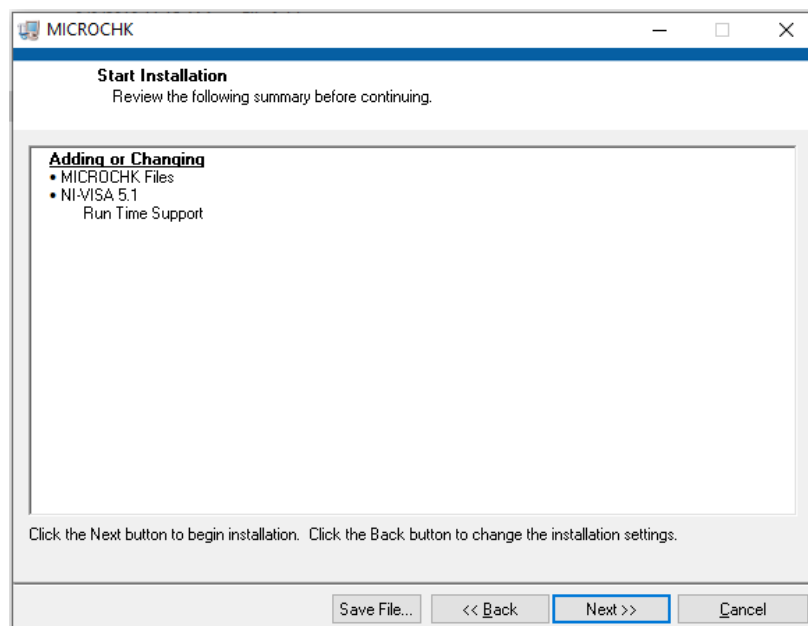 MICROCHK
Start Installation
Review the following summary before continuing.
Adding or Changing
• MICROCHK Files
• NI-VISA 5.1
Run Time Support
Click the Next button to begin installation.  Click the Back button to change the installation settings.
Save File...
<< Back
Next >>
Cancel